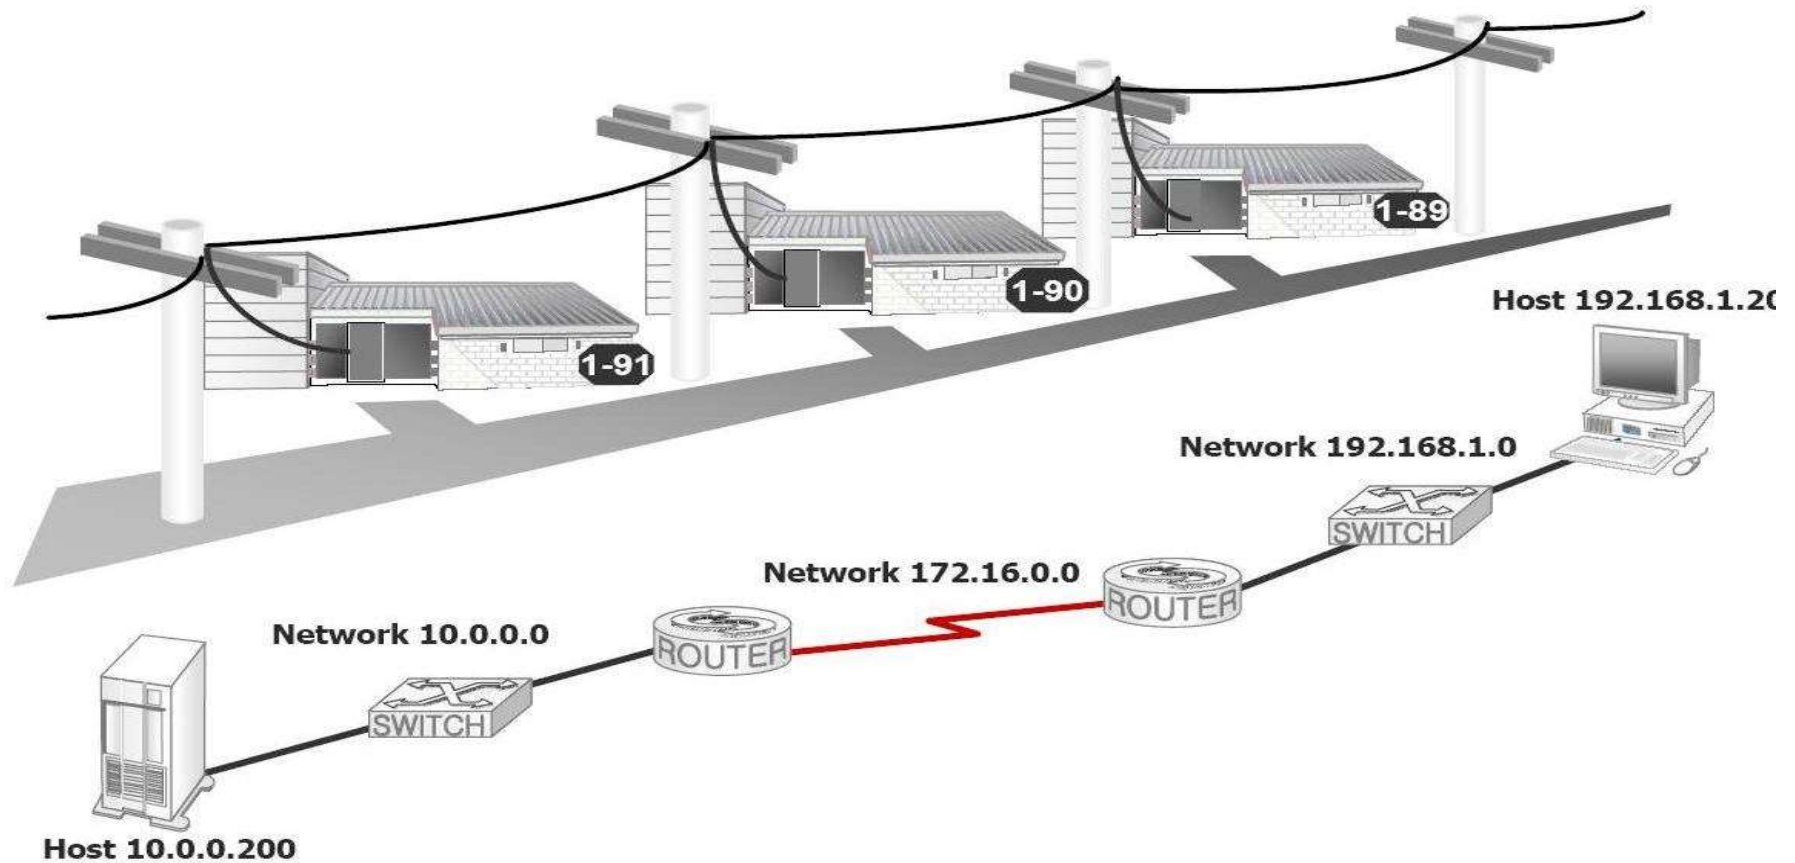 1-89
1-90
1-91
Host 192.168.1.20
Network 192.168.1.0
SWITCH
Network 172.16.0.0
ROUTER
Network 10.0.0.0
ROUTER
SWITCH
Host 10.0.0.200